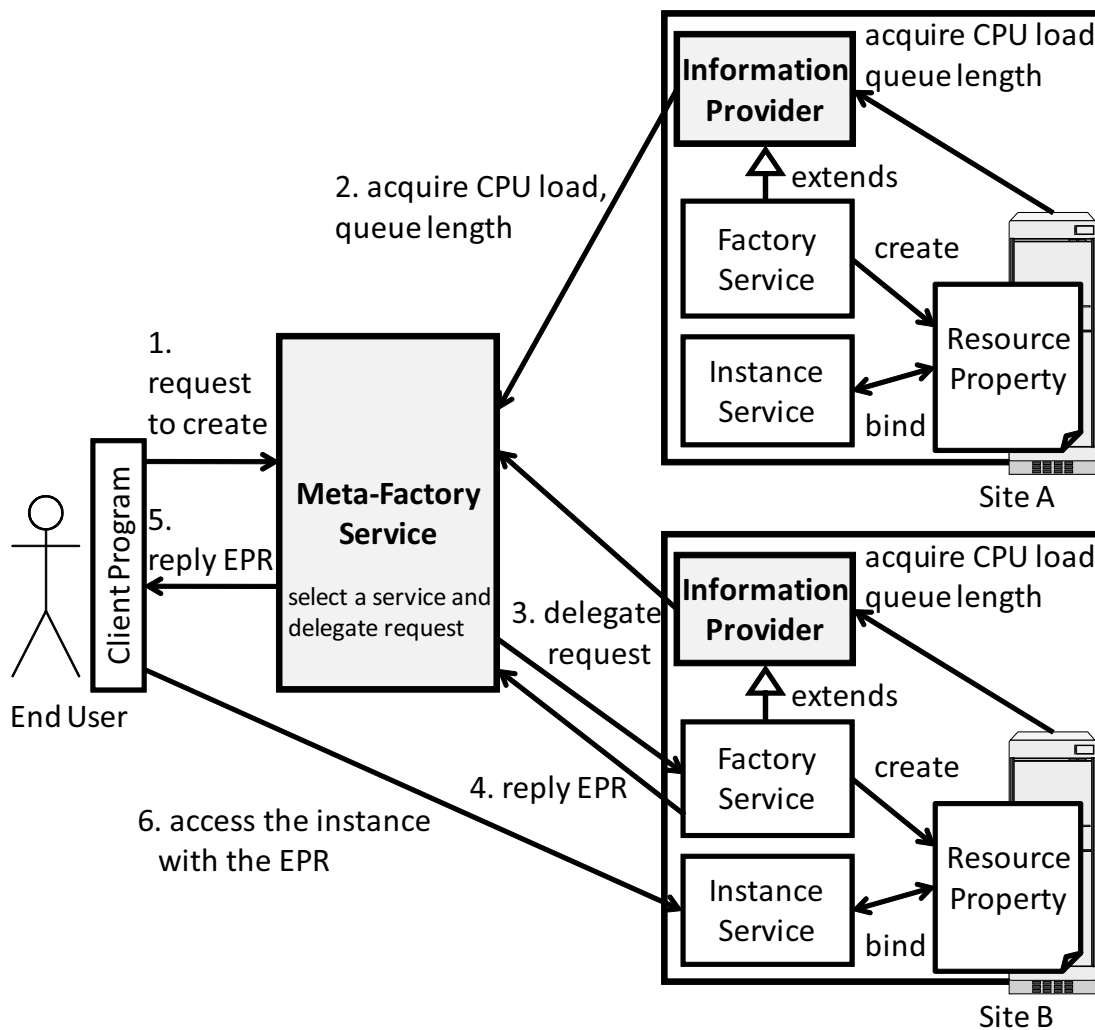 acquire CPU load,
queue length
Information
Provider
extends
2. acquire CPU load,
queue length
Factory
Service
create
Resource
Property
Instance
Service
bind
Site A
1.
request
to create
Meta-Factory
Service
select a service and
delegate request
Client Program
5.
reply EPR
End User
3. delegate
request
4. reply EPR
6. access the instance
with the EPR
acquire CPU load,
queue length
Information
Provider
extends
Factory
Service
create
Resource
Property
Instance
Service
bind
Site B